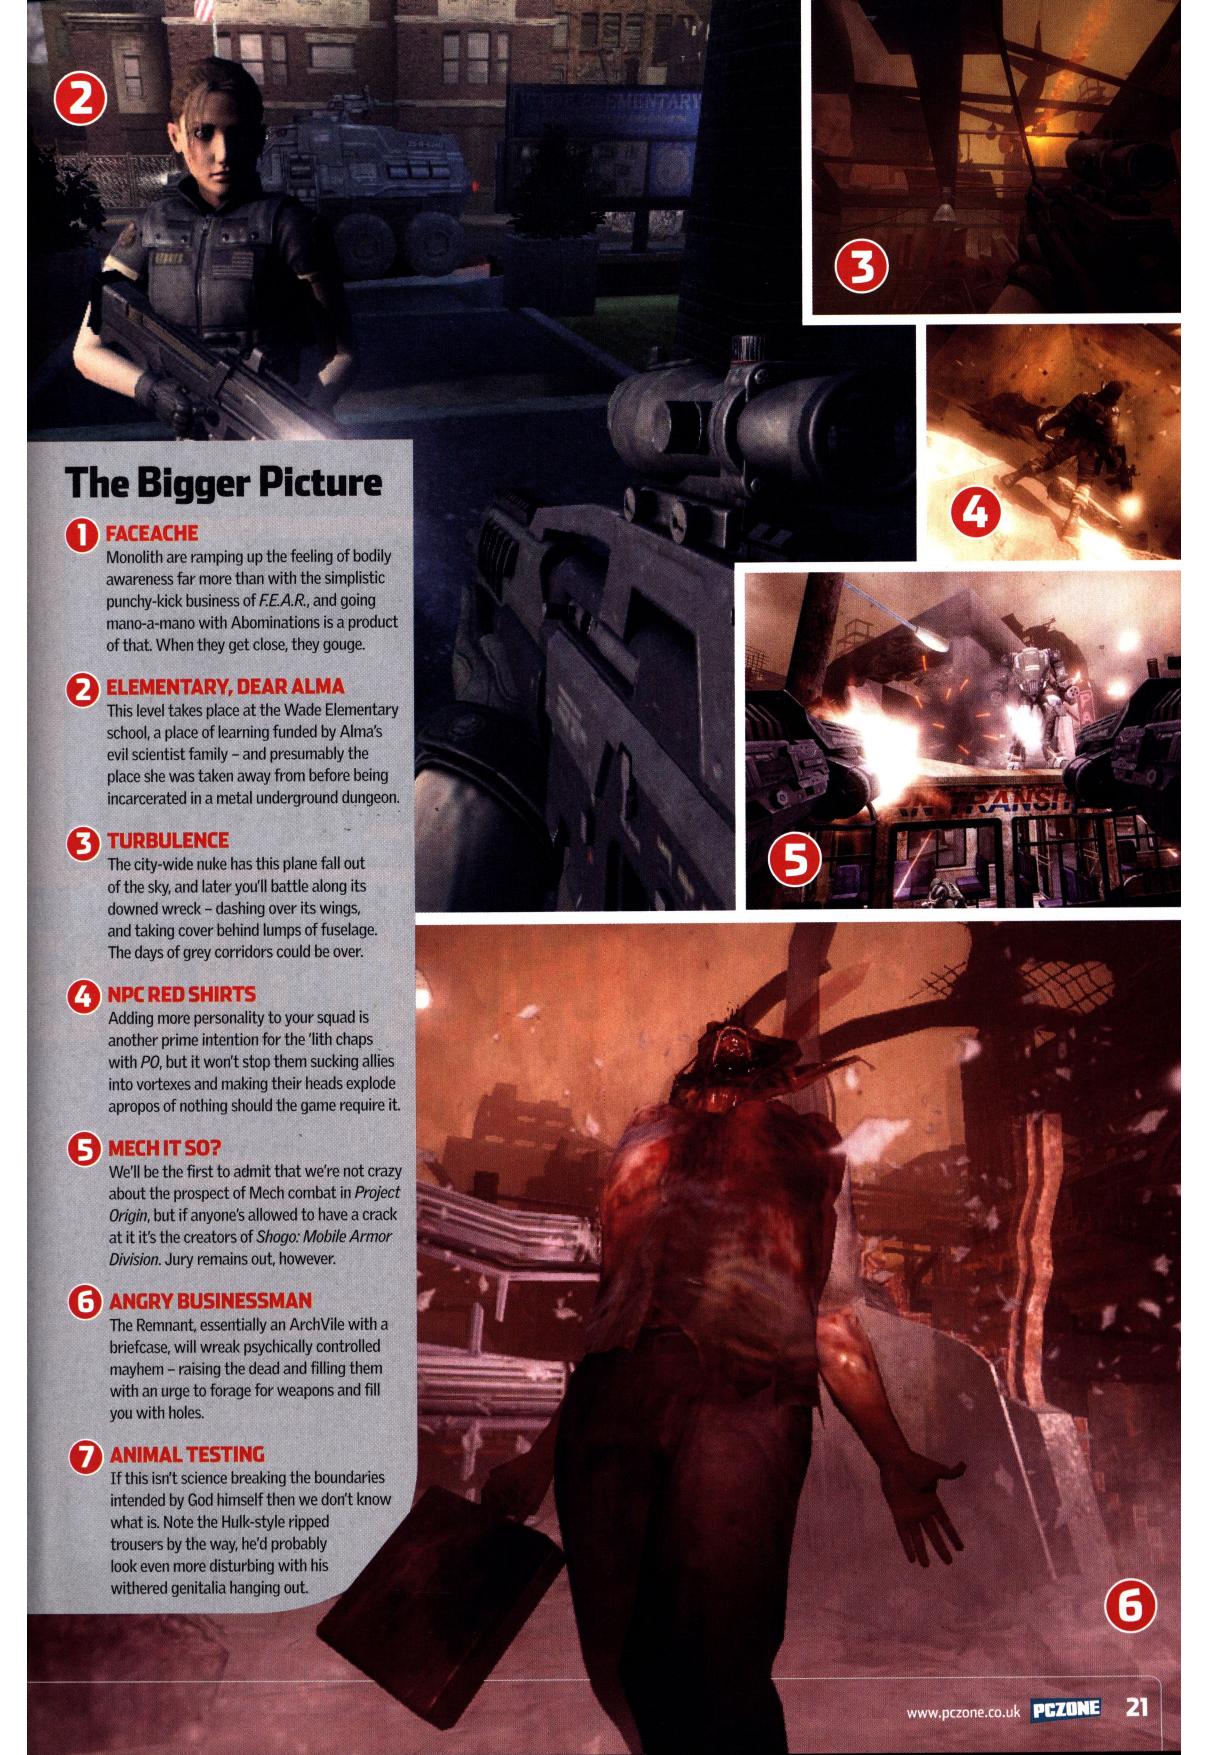 2
WADE ELEMENTARY
3
4
TRANSIT
5
The Bigger Picture
1 FACEACHE
Monolith are ramping up the feeling of bodily
awareness far more than with the simplistic
punchy-kick business of F.E.A.R., and going
mano-a-mano with Abominations is a product
of that. When they get close, they gouge.
2 ELEMENTARY, DEAR ALMA
This level takes place at the Wade Elementary
school, a place of learning funded by Alma's
evil scientist family – and presumably the
place she was taken away from before being
incarcerated in a metal underground dungeon.
3 TURBULENCE
The city-wide nuke has this plane fall out
of the sky, and later you'll battle along its
downed wreck – dashing over its wings,
and taking cover behind lumps of fuselage.
The days of grey corridors could be over.
4 NPC RED SHIRTS
Adding more personality to your squad is
another prime intention for the 'lith chaps
with PO, but it won't stop them sucking allies
into vortexes and making their heads explode
apropos of nothing should the game require it.
5 MECH IT SO?
We'll be the first to admit that we're not crazy
about the prospect of Mech combat in Project
Origin, but if anyone's allowed to have a crack
at it it's the creators of Shogo: Mobile Armor
Division. Jury remains out, however.
6 ANGRY BUSINESSMAN
The Remnant, essentially an ArchVile with a
briefcase, will wreak psychically controlled
mayhem – raising the dead and filling them
with an urge to forage for weapons and fill
you with holes.
7 ANIMAL TESTING
If this isn't science breaking the boundaries
intended by God himself then we don't know
what is. Note the Hulk-style ripped
trousers by the way, he'd probably
look even more disturbing with his
withered genitalia hanging out.
6
www.pczone.co.uk PCZONE 21